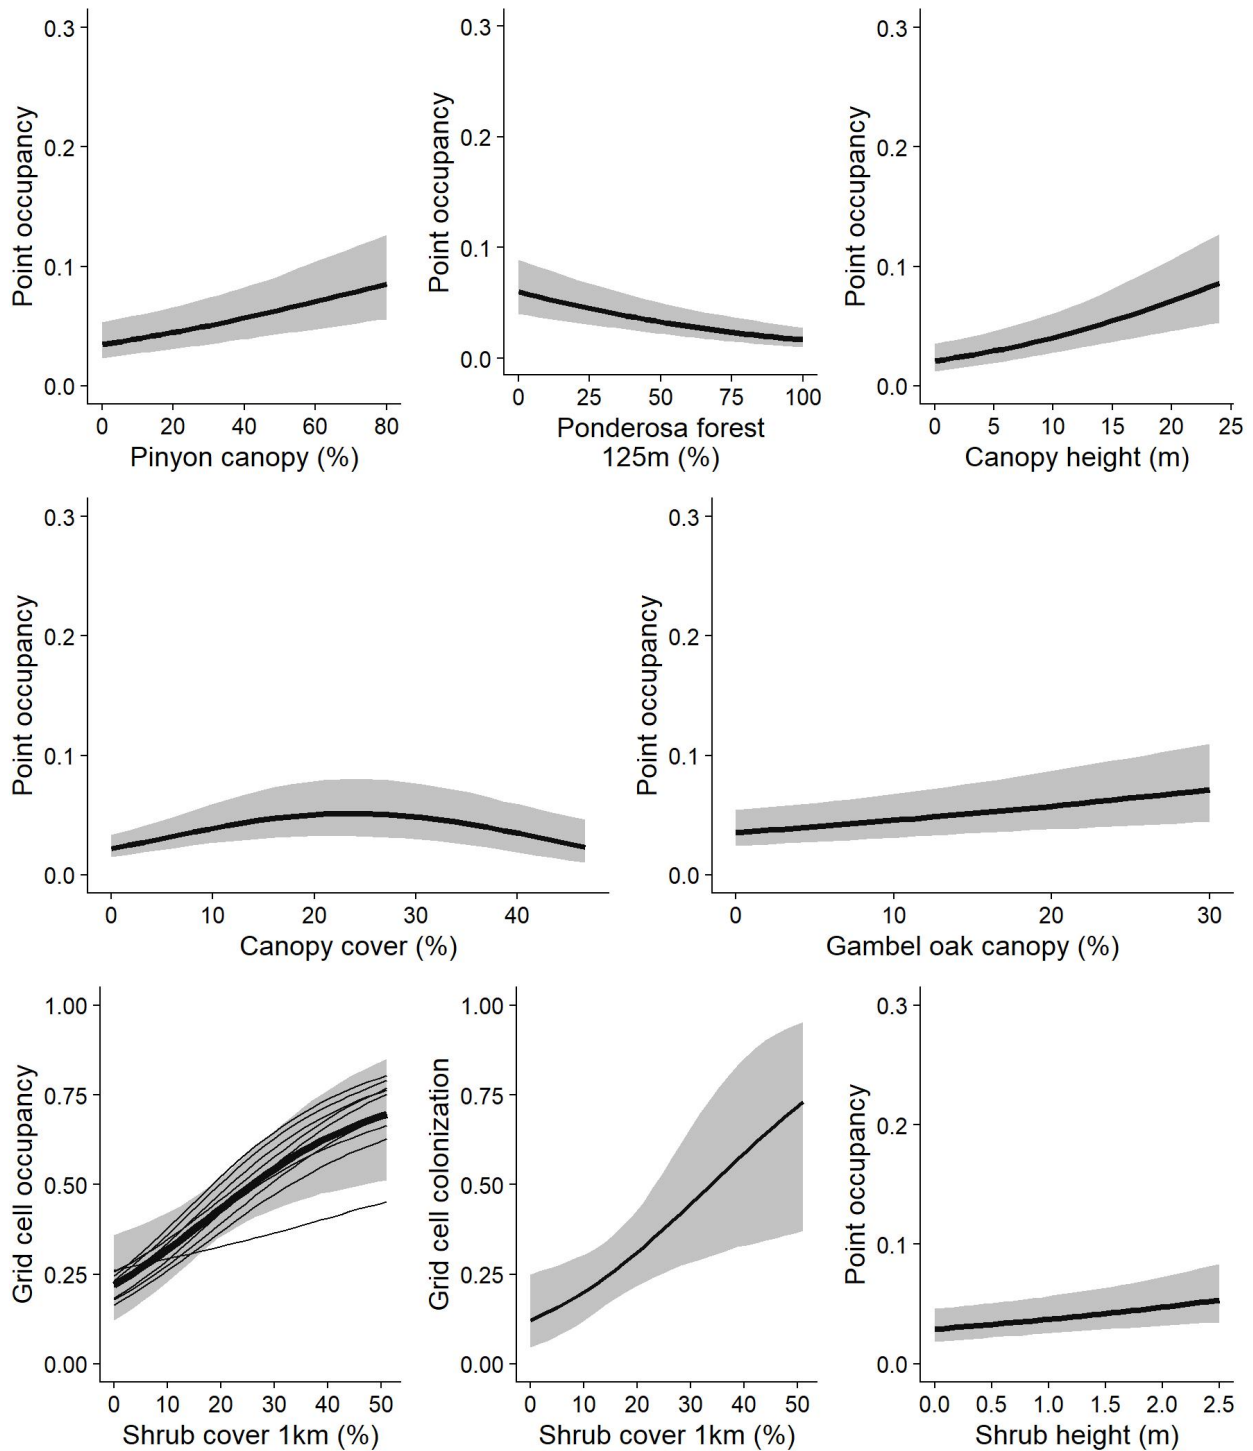 Point occupancy
0.3
0.2
0.1
0.0
0 20 40 60 80
Pinyon canopy (%)
Point occupancy
0.3
0.2
0.1
0.0
0 25 50 75 100
Ponderosa forest
125m (%)
Point occupancy
0.3
0.2
0.1
0.0
0 5 10 15 20 25
Canopy height (m)
Point occupancy
0.3
0.2
0.1
0.0
0 10 20 30 40
Canopy cover (%)
Point occupancy
0.3
0.2
0.1
0.0
0 10 20 30
Gambel oak canopy (%)
Grid cell occupancy
1.00
0.75
0.50
0.25
0.00
0 10 20 30 40 50
Shrub cover 1km (%)
Grid cell colonization
1.00
0.75
0.50
0.25
0.00
0 10 20 30 40 50
Shrub cover 1km (%)
Point occupancy
0.3
0.2
0.1
0.0
0.0 0.5 1.0 1.5 2.0 2.5
Shrub height (m)